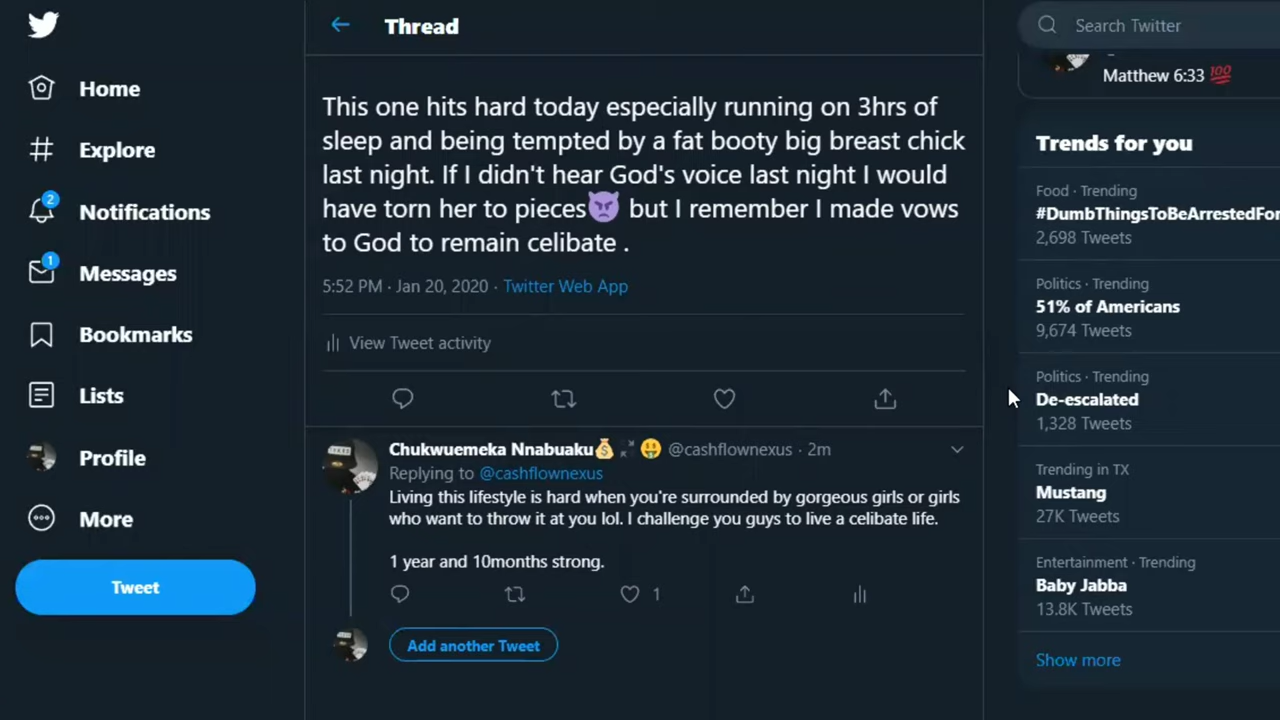 Thread
Search Twitter
Home
Explore
2
Notifications
1
Messages
Bookmarks
Lists
Profile
More
Tweet
This one hits hard today especially running on 3hrs of
sleep and being tempted by a fat booty big breast chick
last night. If I didn't hear God's voice last night I would
have torn her to pieces😈 but I remember I made vows
to God to remain celibate .
5:52 PM · Jan 20, 2020 · Twitter Web App
View Tweet activity
Chukwuemeka Nnabuaku💰 🤑 @cashflownexus · 2m
Replying to @cashflownexus
Living this lifestyle is hard when you're surrounded by gorgeous girls or girls
who want to throw it at you lol. I challenge you guys to live a celibate life.
1 year and 10months strong.
1
Add another Tweet
Matthew 6:33 💯
Trends for you
Food · Trending
#DumbThingsToBeArrestedFor
2,698 Tweets
Politics · Trending
51% of Americans
9,674 Tweets
Politics · Trending
De-escalated
1,328 Tweets
Trending in TX
Mustang
27K Tweets
Entertainment · Trending
Baby Jabba
13.8K Tweets
Show more